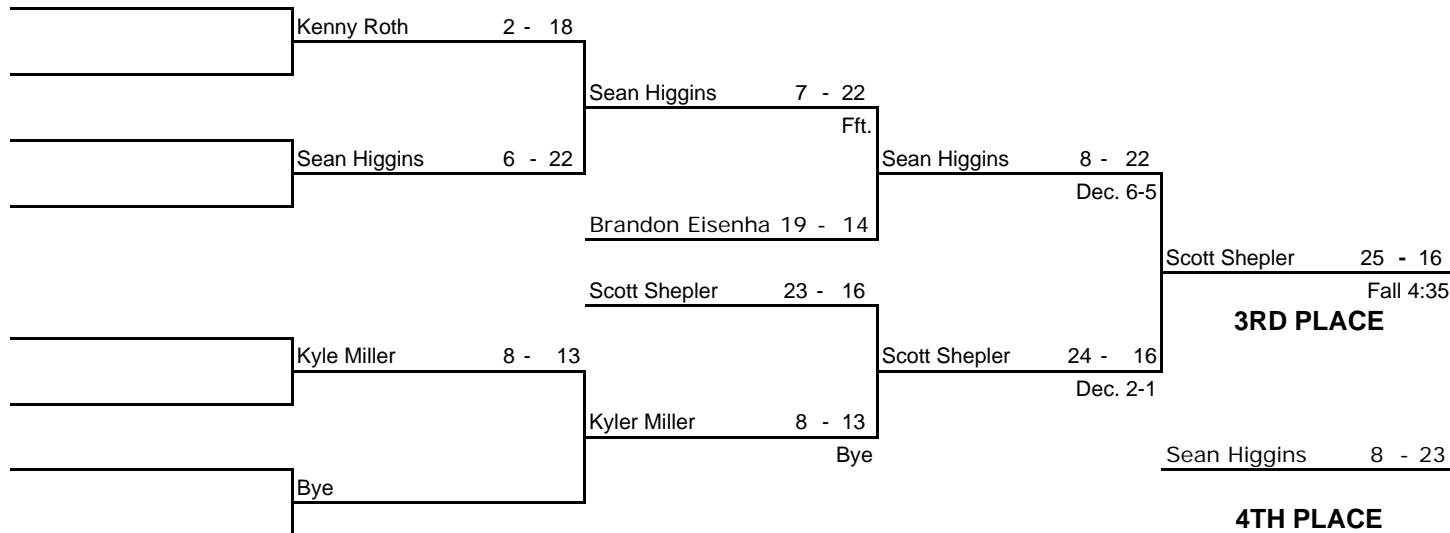 Kenny Roth 2 - 18
Sean Higgins 7 - 22
Fft.
Sean Higgins 6 - 22
Sean Higgins 8 - 22
Dec. 6-5
Brandon Eisenha 19 - 14
Scott Shepler 25 - 16
Scott Shepler 23 - 16
Fall 4:35
3RD PLACE
Kyle Miller 8 - 13
Scott Shepler 24 - 16
Dec. 2-1
Kyler Miller 8 - 13
Bye
Sean Higgins 8 - 23
Bye
4TH PLACE